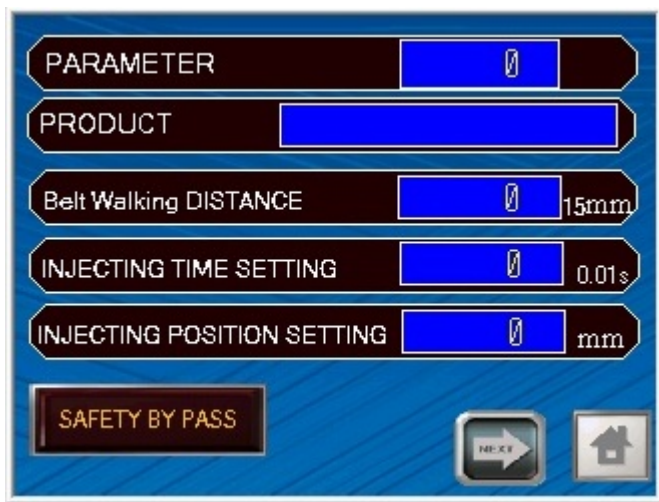 PARAMETER 0
PRODUCT
Belt Walking DISTANCE 0 15mm
INJECTING TIME SETTING 0 0.01s
INJECTING POSITION SETTING 0 mm
SAFETY BY PASS
NEXT